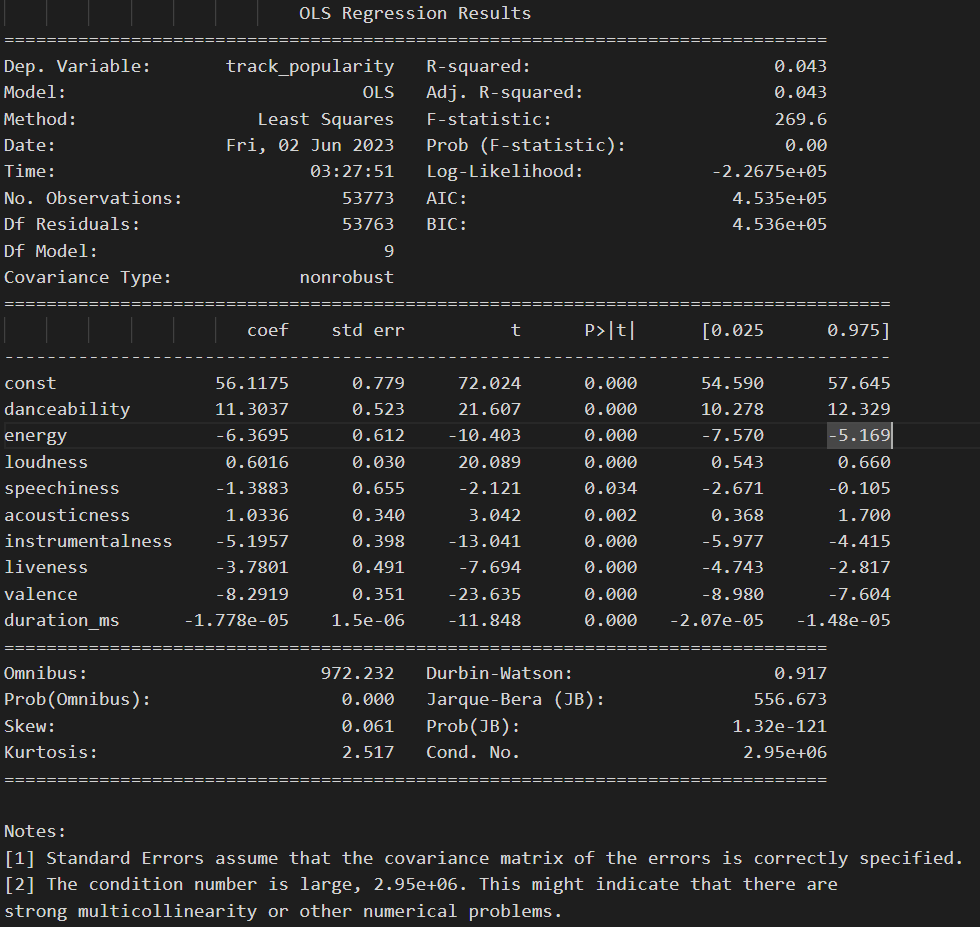 OLS Regression Results
==============================================================================
Dep. Variable:       track_popularity   R-squared:                       0.043
Model:                            OLS   Adj. R-squared:                  0.043
Method:                 Least Squares   F-statistic:                     269.6
Date:                Fri, 02 Jun 2023   Prob (F-statistic):               0.00
Time:                        03:27:51   Log-Likelihood:            -2.2675e+05
No. Observations:               53773   AIC:                         4.535e+05
Df Residuals:                   53763   BIC:                         4.536e+05
Df Model:                           9
Covariance Type:            nonrobust
====================================================================================
                       coef    std err          t      P>|t|      [0.025      0.975]
------------------------------------------------------------------------------------
const               56.1175      0.779     72.024      0.000      54.590      57.645
danceability        11.3037      0.523     21.607      0.000      10.278      12.329
energy              -6.3695      0.612    -10.403      0.000      -7.570      -5.169
loudness             0.6016      0.030     20.089      0.000       0.543       0.660
speechiness         -1.3883      0.655     -2.121      0.034      -2.671      -0.105
acousticness         1.0336      0.340      3.042      0.002       0.368       1.700
instrumentalness    -5.1957      0.398    -13.041      0.000      -5.977      -4.415
liveness            -3.7801      0.491     -7.694      0.000      -4.743      -2.817
valence             -8.2919      0.351    -23.635      0.000      -8.980      -7.604
duration_ms      -1.778e-05    1.5e-06    -11.848      0.000   -2.07e-05   -1.48e-05
==============================================================================
Omnibus:                      972.232   Durbin-Watson:                   0.917
Prob(Omnibus):                  0.000   Jarque-Bera (JB):              556.673
Skew:                           0.061   Prob(JB):                    1.32e-121
Kurtosis:                       2.517   Cond. No.                     2.95e+06
==============================================================================
Notes:
[1] Standard Errors assume that the covariance matrix of the errors is correctly specified.
[2] The condition number is large, 2.95e+06. This might indicate that there are
strong multicollinearity or other numerical problems.